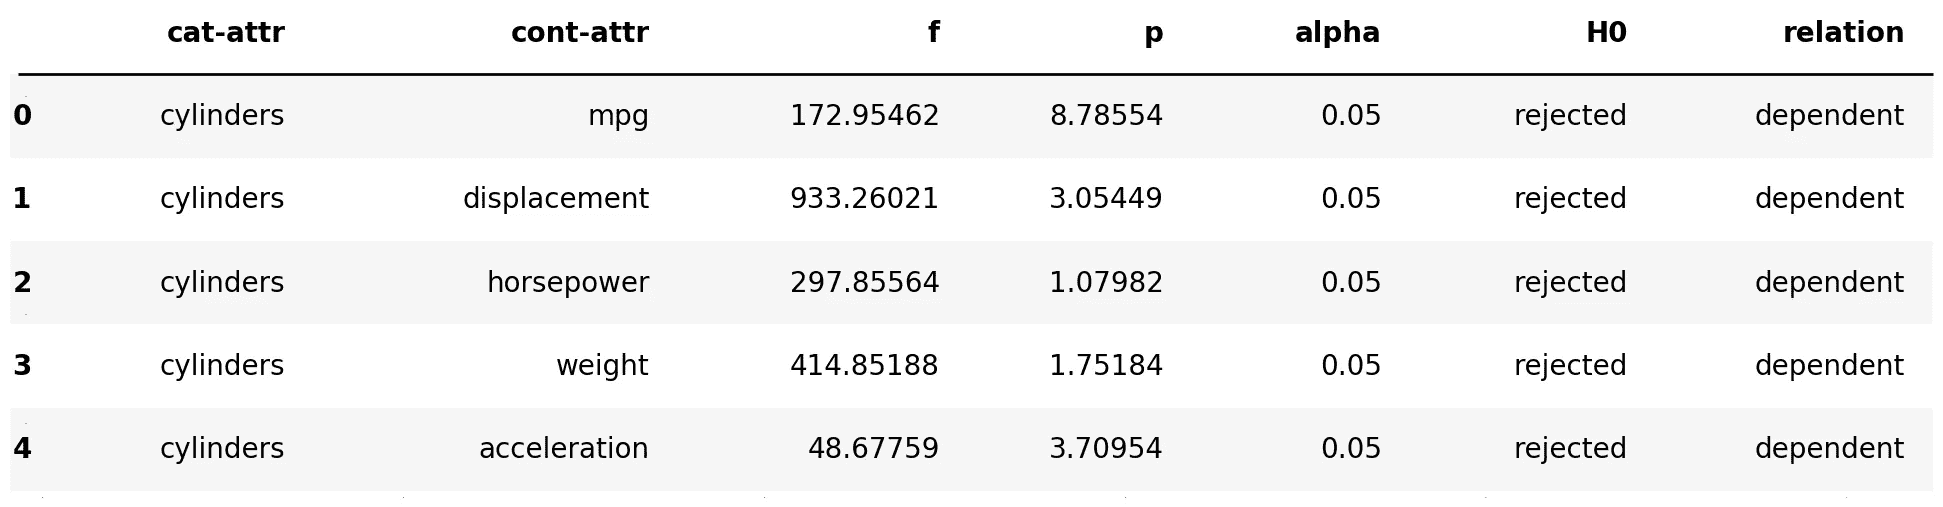 cat-attr cont-attr f p alpha H0 relation
0 cylinders mpg 172.95462 8.78554 0.05 rejected dependent
1 cylinders displacement 933.26021 3.05449 0.05 rejected dependent
2 cylinders horsepower 297.85564 1.07982 0.05 rejected dependent
3 cylinders weight 414.85188 1.75184 0.05 rejected dependent
4 cylinders acceleration 48.67759 3.70954 0.05 rejected dependent